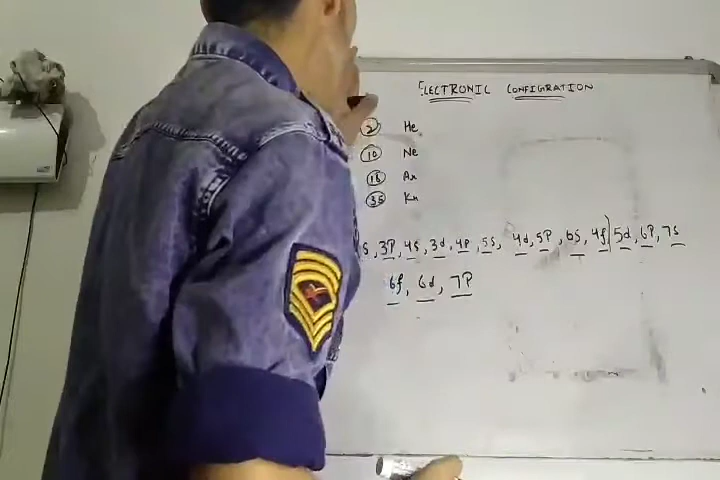 ELECTRONIC CONFIGRATION
2 He
10 Ne
18 Ar
36 Kr
s, 3P, 4s, 3d, 4P, 5s, 4d, 5P, 6s, 4f, 5d, 6P, 7s
6f, 6d, 7P